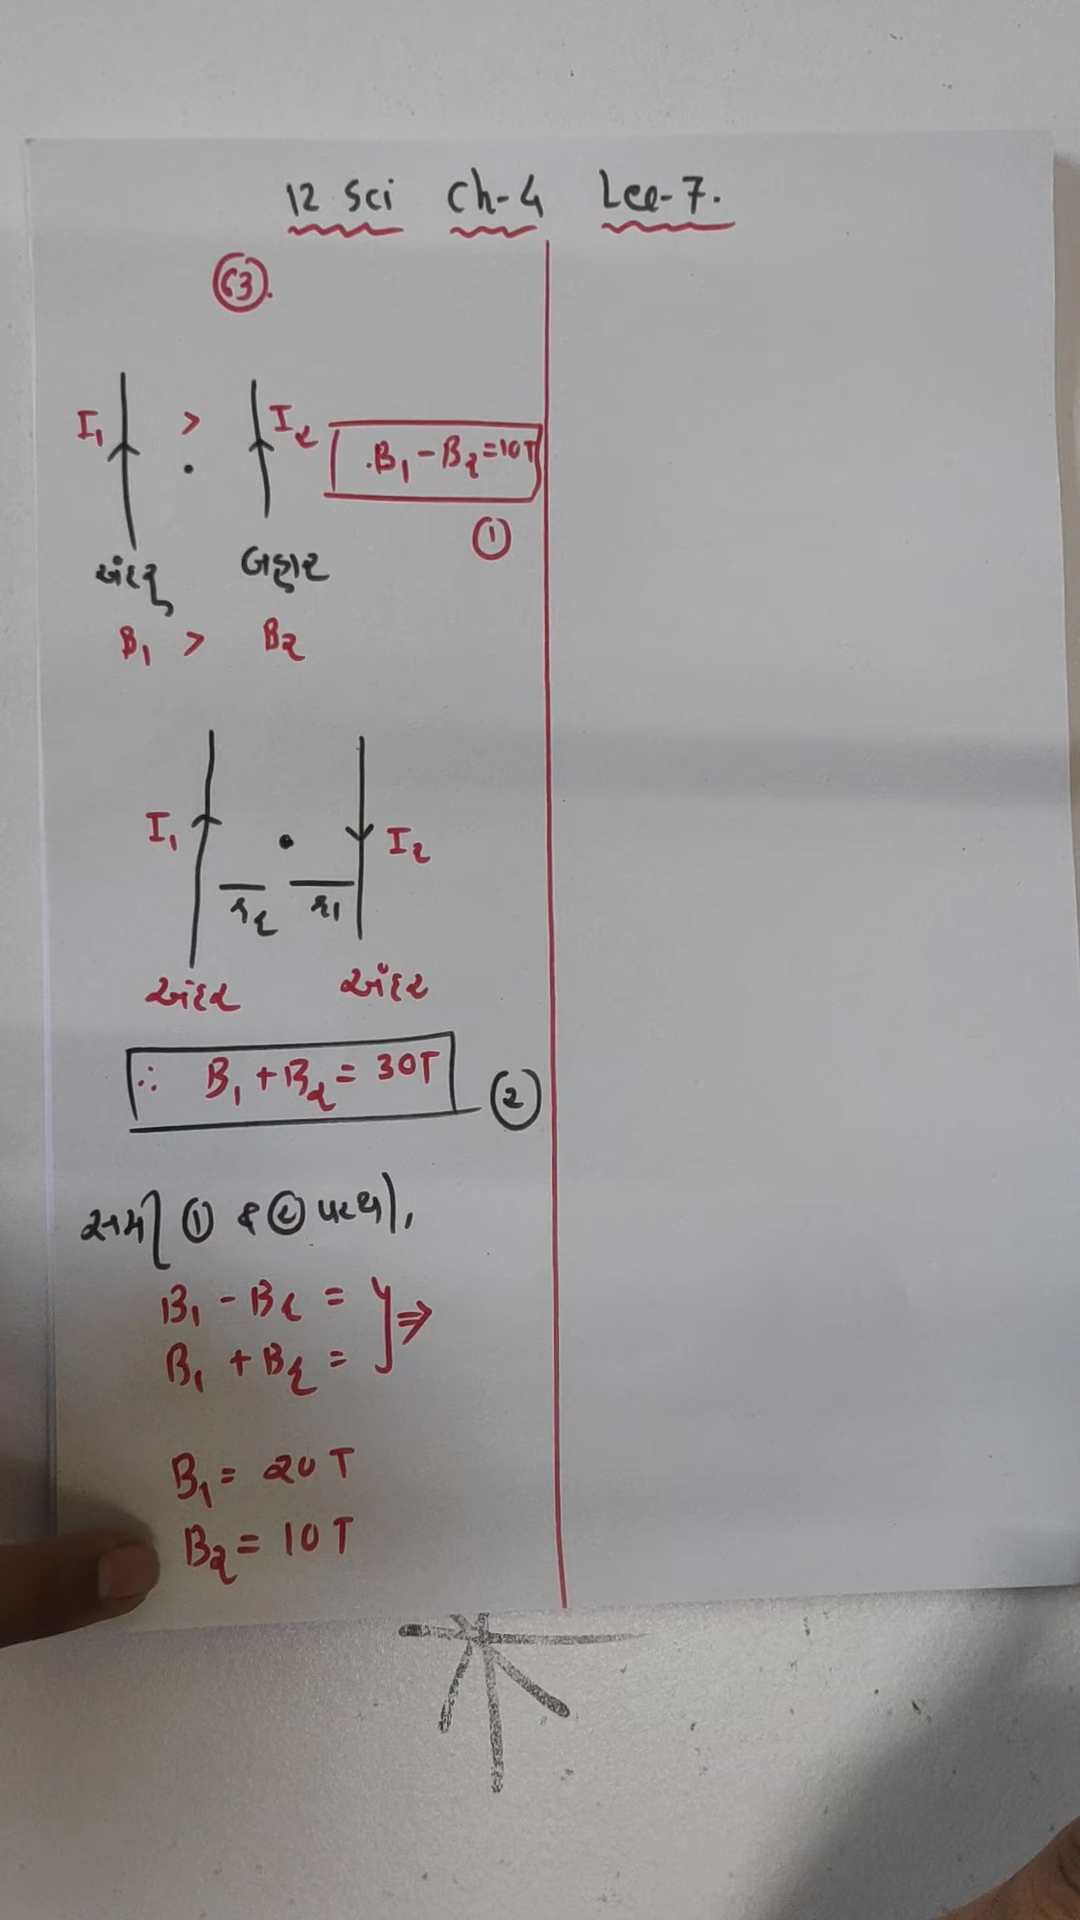 12 Sci Ch-4 Lec-7.
63.
I₁ > I₂
B₁ - B₂ = 10T
①
અંદર બહાર
B₁ > B₂
I₁ I₂
r₂ r₁
અંદર અંદર
∴ B₁ + B₂ = 30T ②
સમી ① & ② પરથી,
B₁ - B₂ = } ⇒
B₁ + B₂ =
B₁ = 20 T
B₂ = 10 T